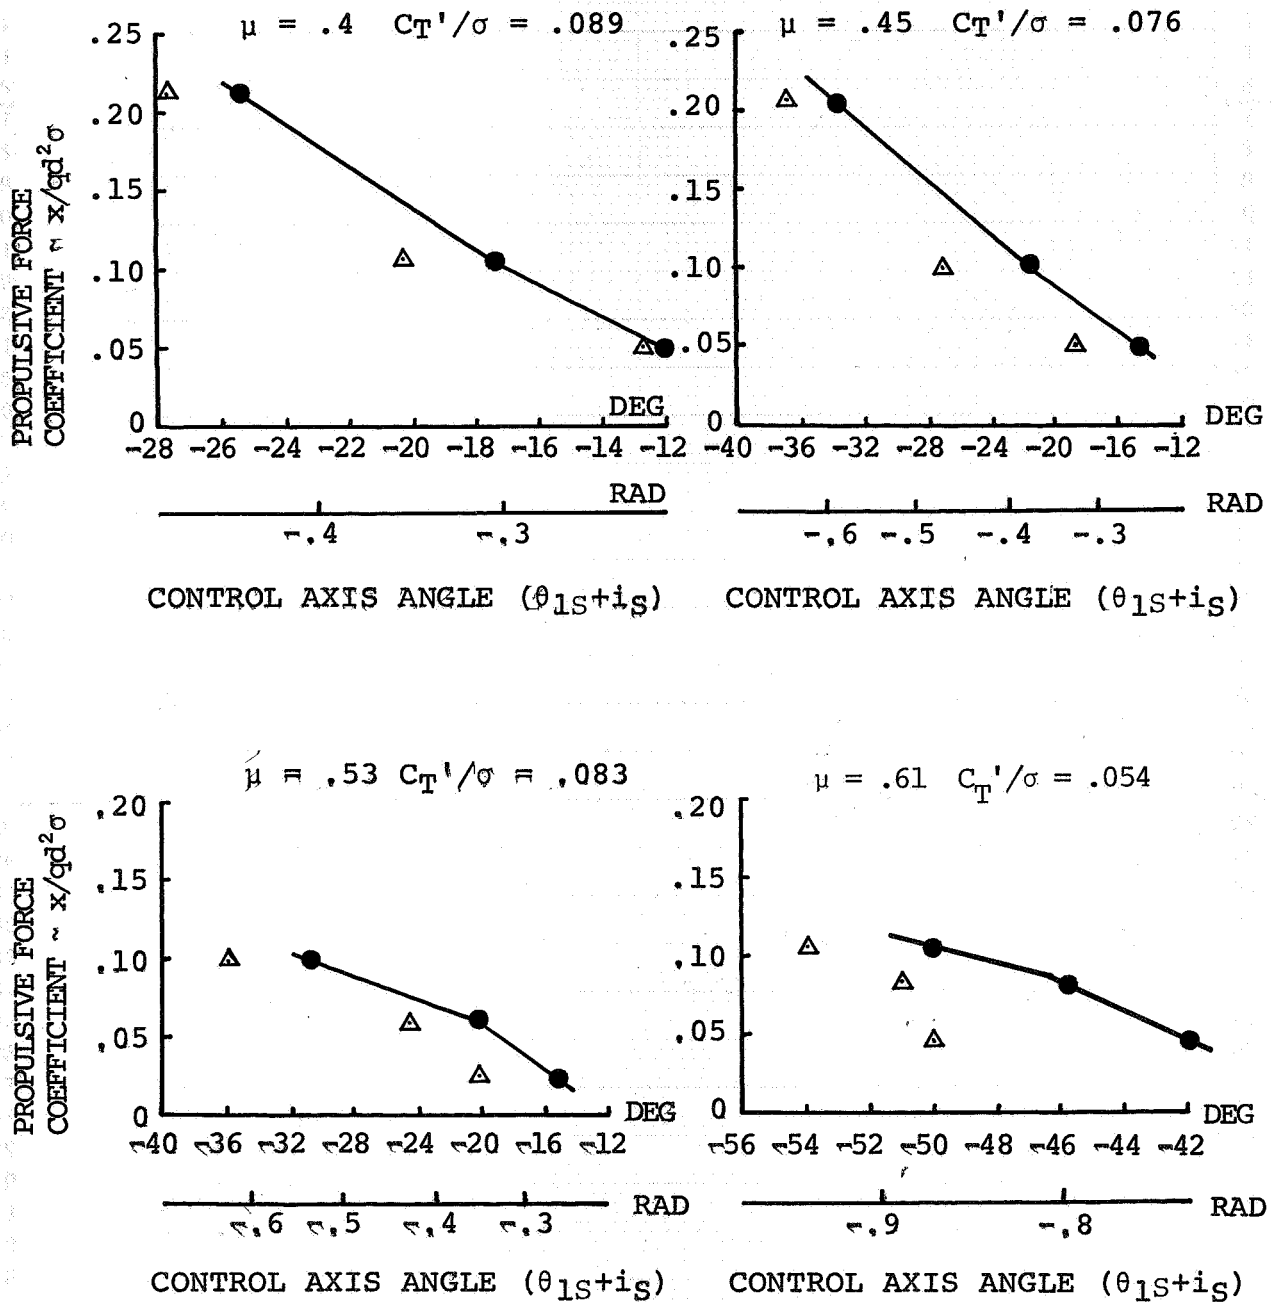 μ = .4 C_T'/σ = .089
PROPULSIVE FORCE
COEFFICIENT ~ x/qd²σ
.25
.20
.15
.10
.05
0
DEG
-28 -26 -24 -22 -20 -18 -16 -14 -12
RAD
-.4 -.3
CONTROL AXIS ANGLE (θ1S+iS)
μ = .45 C_T'/σ = .076
.25
.20
.15
.10
.05
0
DEG
-40 -36 -32 -28 -24 -20 -16 -12
RAD
-.6 -.5 -.4 -.3
CONTROL AXIS ANGLE (θ1S+iS)
μ = .53 C_T'/σ = .083
PROPULSIVE FORCE
COEFFICIENT ~ x/qd²σ
.20
.15
.10
.05
0
DEG
-40 -36 -32 -28 -24 -20 -16 -12
RAD
-.6 -.5 -.4 -.3
CONTROL AXIS ANGLE (θ1S+iS)
μ = .61 C_T'/σ = .054
.20
.15
.10
.05
0
DEG
-56 -54 -52 -50 -48 -46 -44 -42
RAD
-.9 -.8
CONTROL AXIS ANGLE (θ1S+iS)